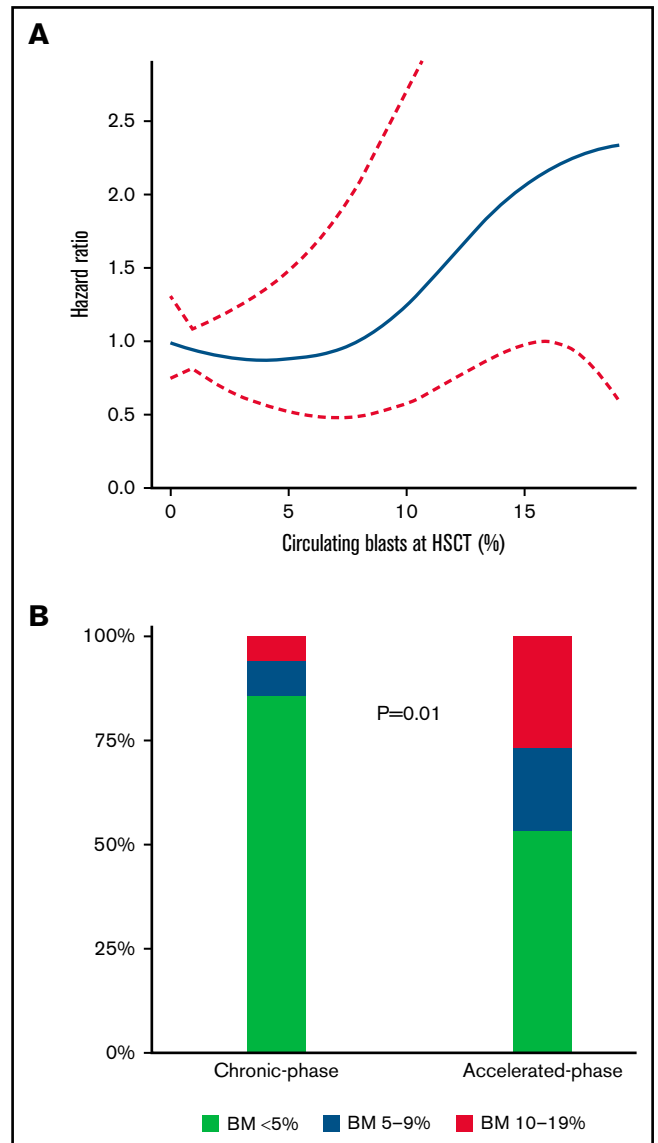 A
Hazard ratio
2.5
2.0
1.5
1.0
0.5
0.0
0 5 10 15
Circulating blasts at HSCT (%)
B
100%
75%
50%
25%
0%
P=0.01
Chronic-phase Accelerated-phase
BM <5% BM 5–9% BM 10–19%